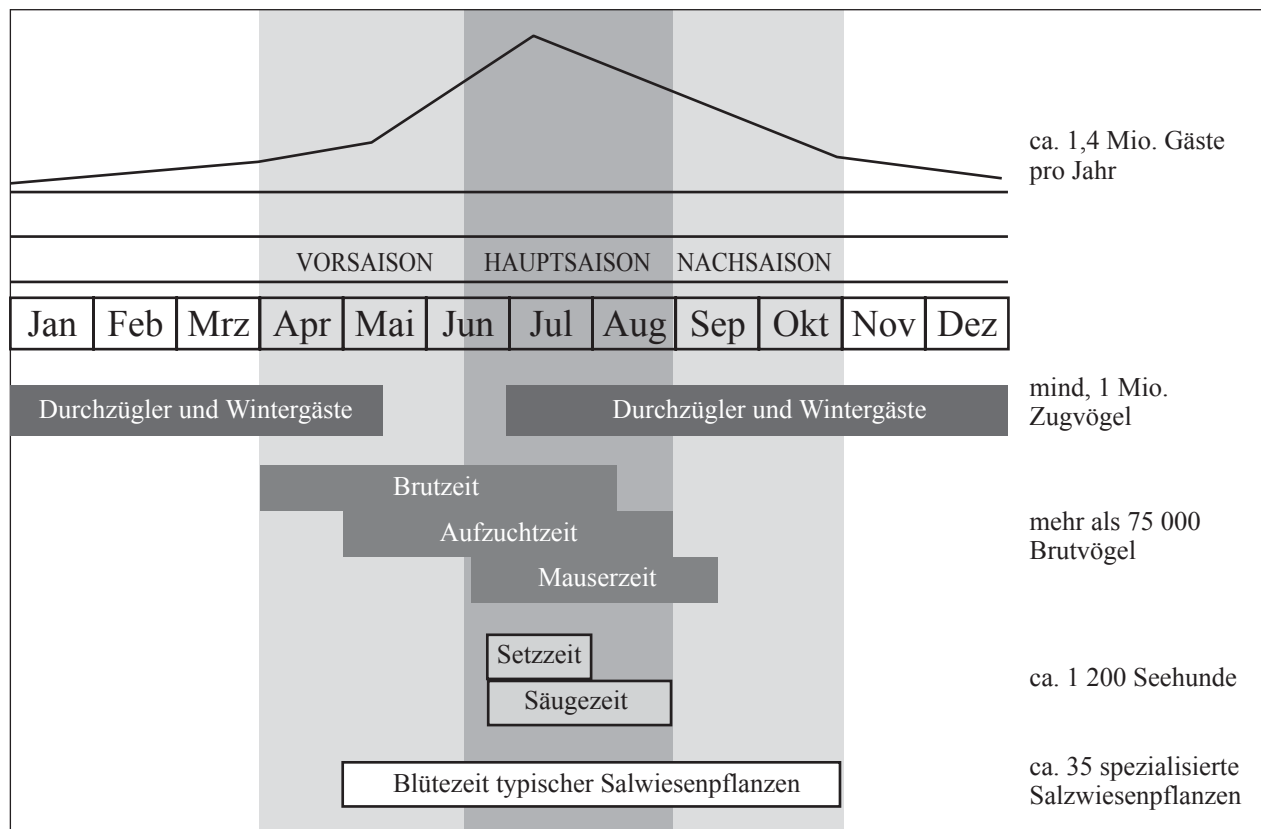 ca. 1,4 Mio. Gäste
pro Jahr
VORSAISON HAUPTSAISON NACHSAISON
Jan Feb Mrz Apr Mai Jun Jul Aug Sep Okt Nov Dez
Durchzügler und Wintergäste Durchzügler und Wintergäste
mind, 1 Mio.
Zugvögel
Brutzeit
Aufzuchtzeit
Mauserzeit
mehr als 75 000
Brutvögel
Setzzeit
Säugezeit
ca. 1 200 Seehunde
Blütezeit typischer Salwiesenpflanzen
ca. 35 spezialisierte
Salzwiesenpflanzen